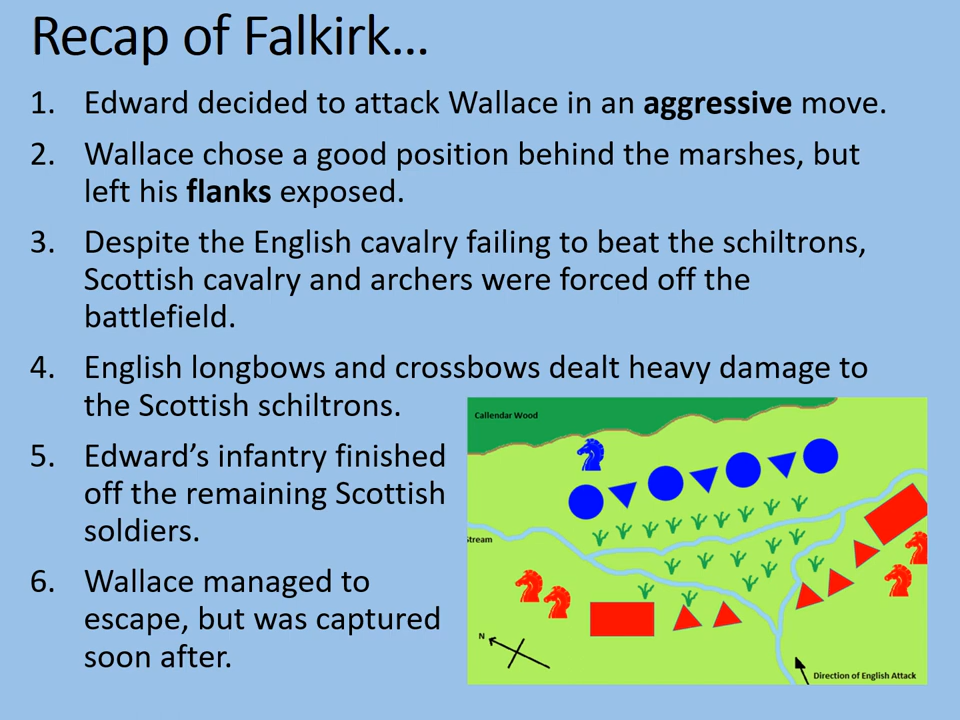 Recap of Falkirk…
1. Edward decided to attack Wallace in an aggressive move.
2. Wallace chose a good position behind the marshes, but
left his flanks exposed.
3. Despite the English cavalry failing to beat the schiltrons,
Scottish cavalry and archers were forced off the
battlefield.
4. English longbows and crossbows dealt heavy damage to
the Scottish schiltrons.
5. Edward’s infantry finished
off the remaining Scottish
soldiers.
6. Wallace managed to
escape, but was captured
soon after.
Callendar Wood
Stream
N
Direction of English Attack